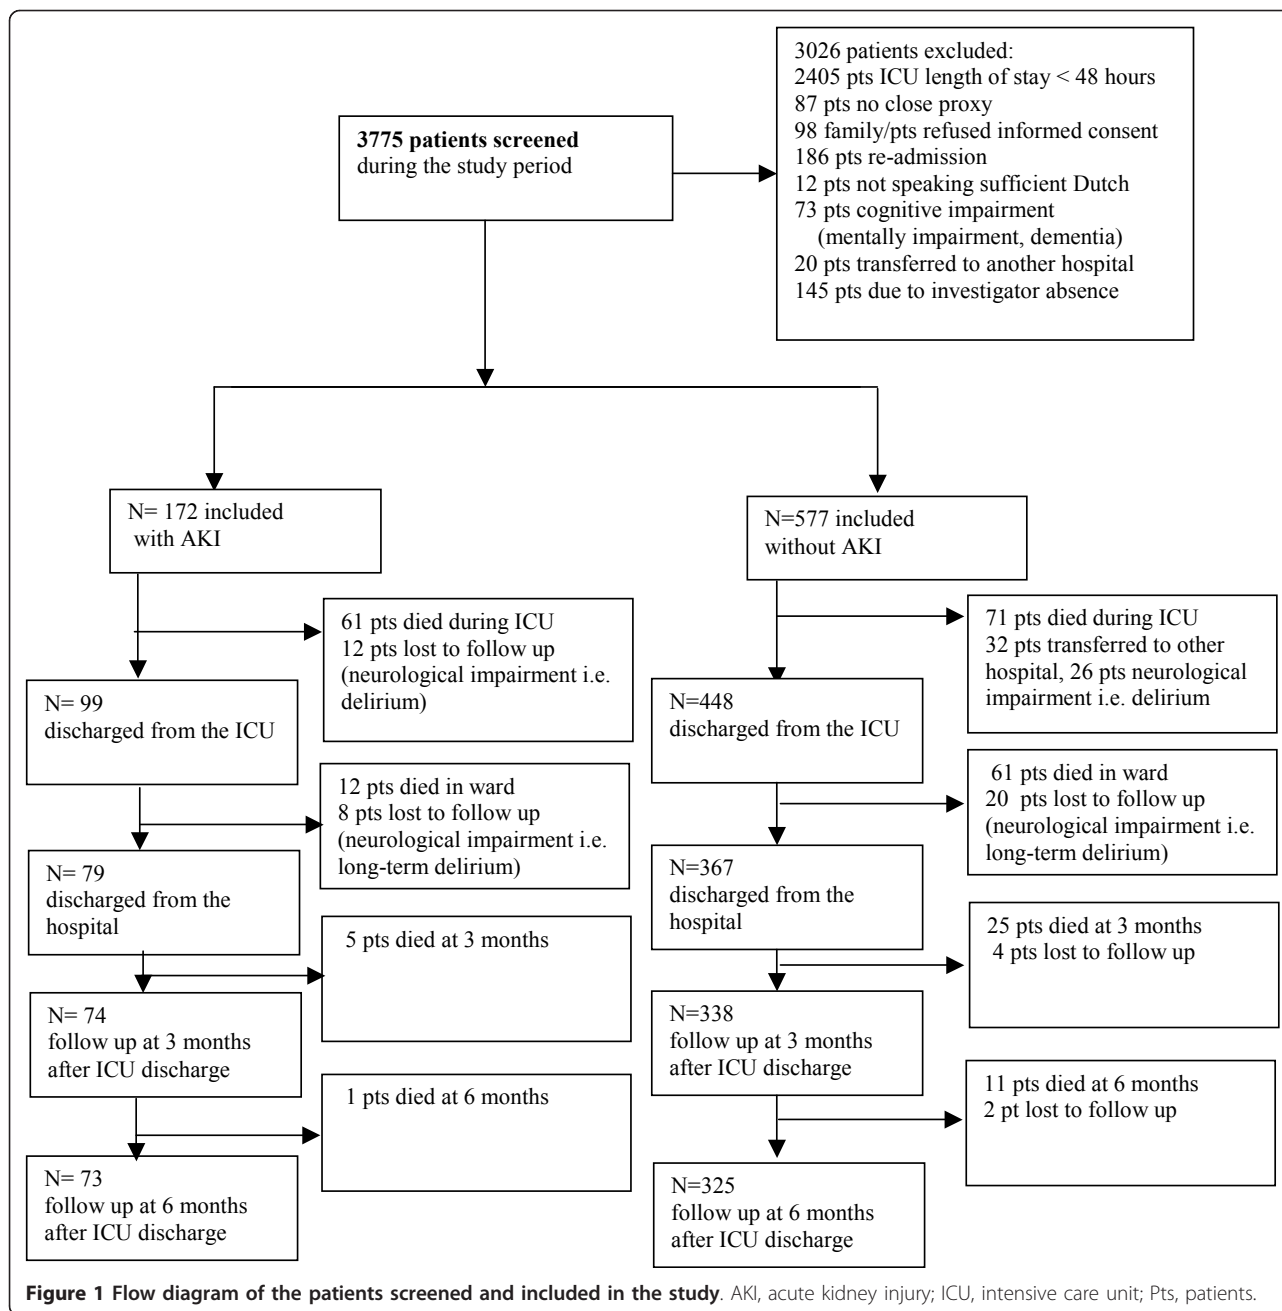 3026 patients excluded:
2405 pts ICU length of stay < 48 hours
87 pts no close proxy
98 family/pts refused informed consent
186 pts re-admission
12 pts not speaking sufficient Dutch
73 pts cognitive impairment
(mentally impairment, dementia)
20 pts transferred to another hospital
145 pts due to investigator absence
3775 patients screened
during the study period
N= 172 included
with AKI
N=577 included
without AKI
61 pts died during ICU
12 pts lost to follow up
(neurological impairment i.e.
delirium)
71 pts died during ICU
32 pts transferred to other
hospital, 26 pts neurological
impairment i.e. delirium
N= 99
discharged from the ICU
N=448
discharged from the ICU
12 pts died in ward
8 pts lost to follow up
(neurological impairment i.e.
long-term delirium)
61 pts died in ward
20 pts lost to follow up
(neurological impairment i.e.
long-term delirium)
N= 79
discharged from the
hospital
N=367
discharged from the
hospital
5 pts died at 3 months
25 pts died at 3 months
4 pts lost to follow up
N= 74
follow up at 3 months
after ICU discharge
N=338
follow up at 3 months
after ICU discharge
1 pts died at 6 months
11 pts died at 6 months
2 pt lost to follow up
N= 73
follow up at 6 months
after ICU discharge
N=325
follow up at 6 months
after ICU discharge
Figure 1 Flow diagram of the patients screened and included in the study. AKI, acute kidney injury; ICU, intensive care unit; Pts, patients.